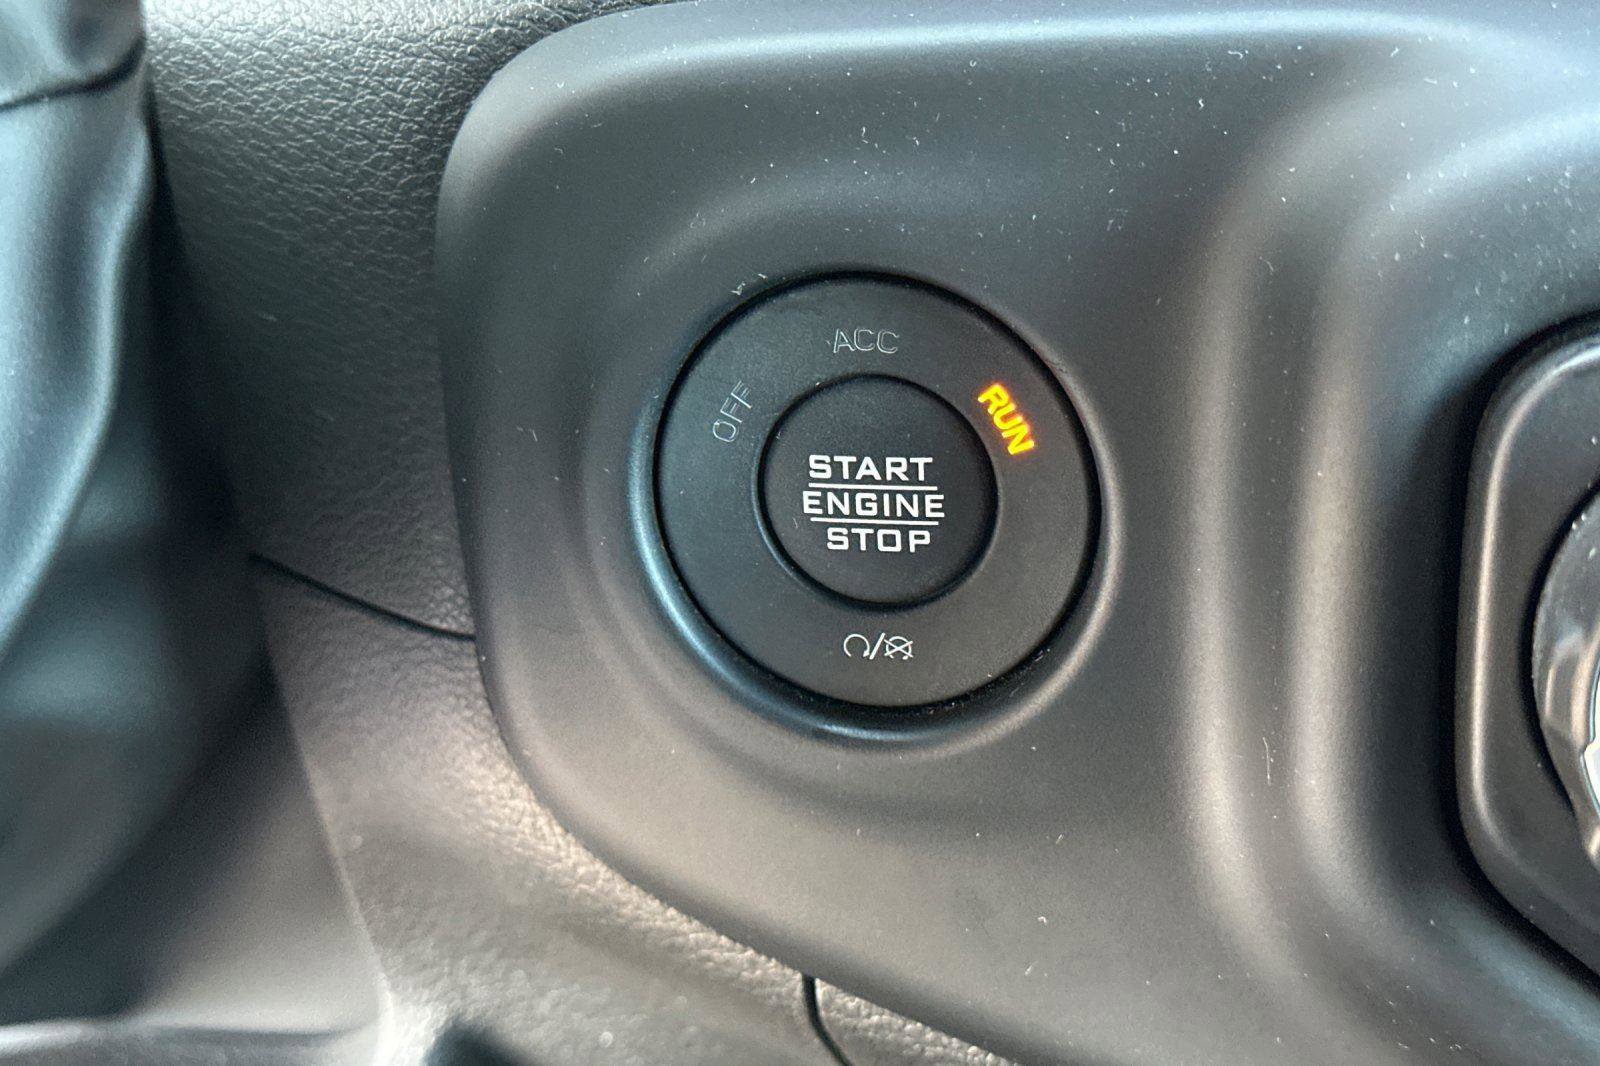 ACC
OFF
RUN
START
ENGINE
STOP